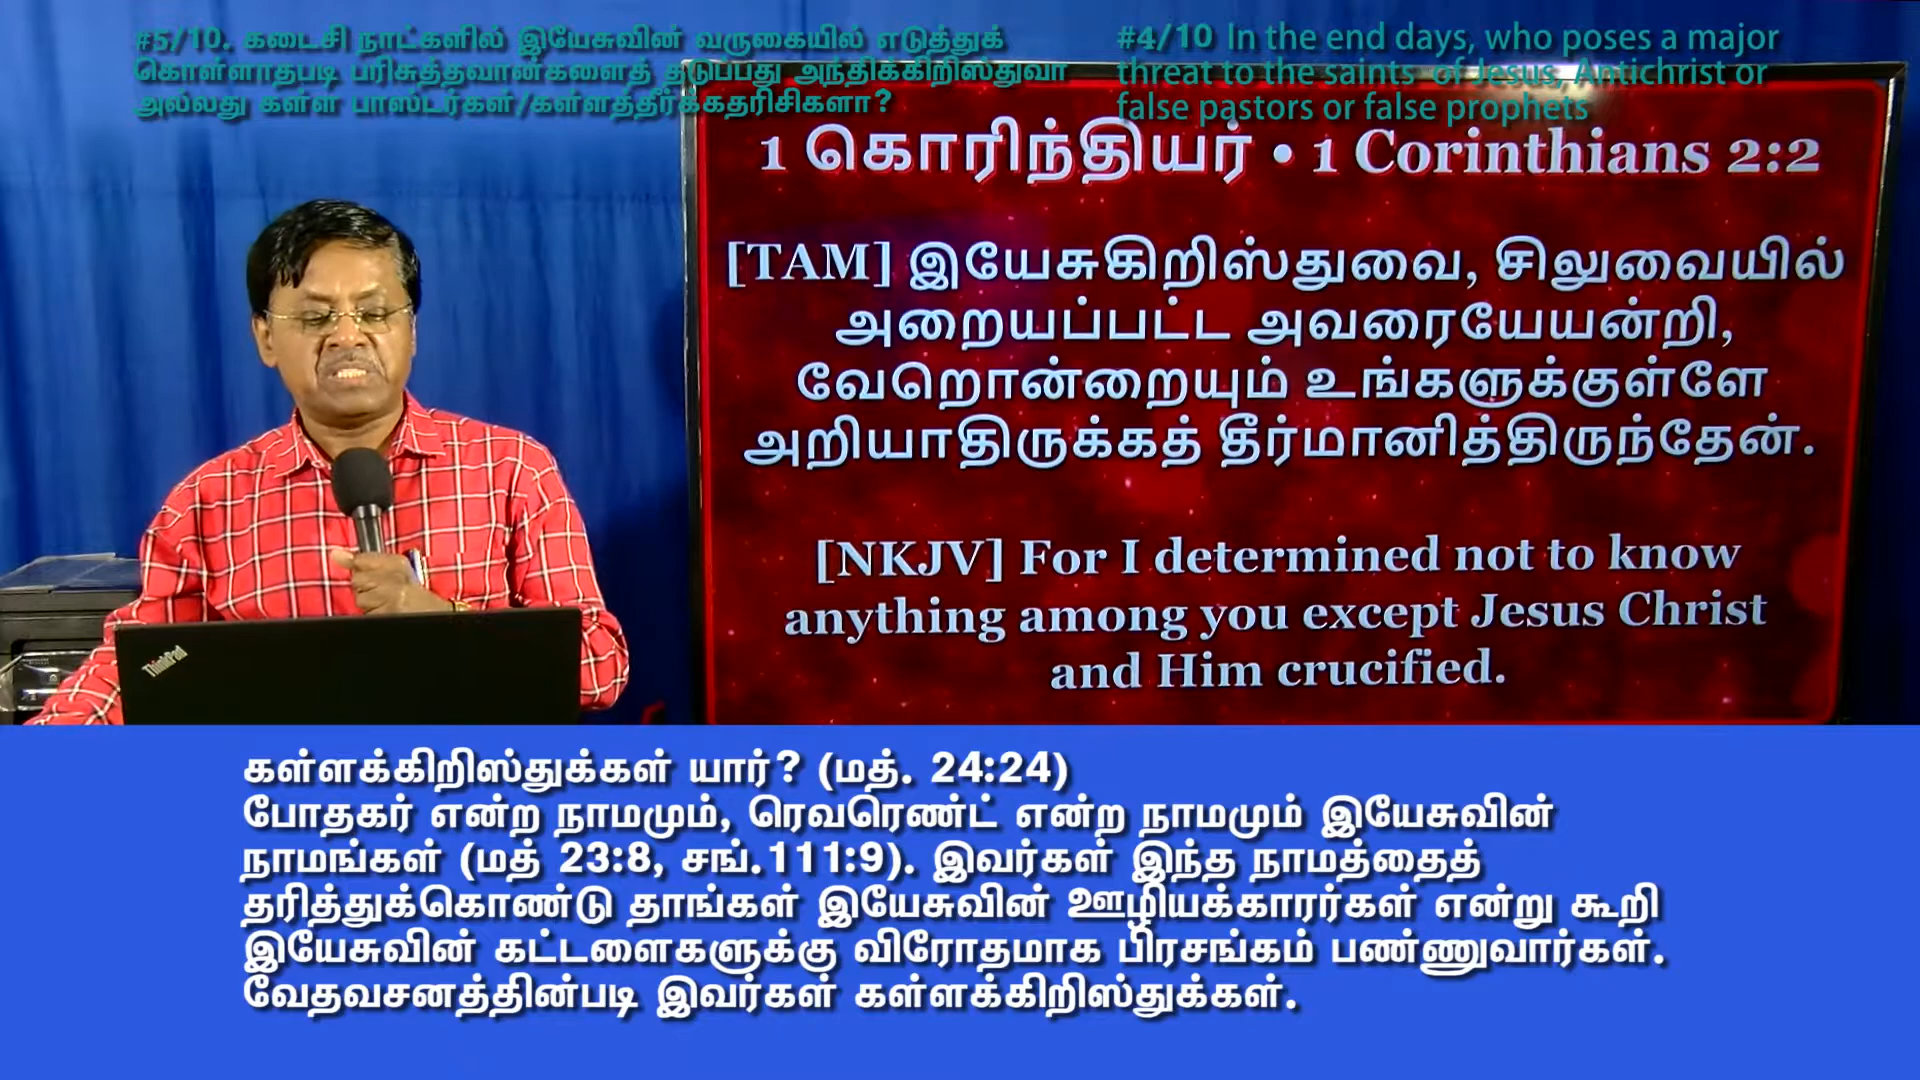 #5/10. கடைசி நாட்களில் இயேசுவின் வருகையில் எடுத்துக்
கொள்ளாதபடி பரிசுத்தவான்களைத் தடுப்பது அந்திக்கிறிஸ்துவா
அல்லது கள்ள பாஸ்டர்கள்/கள்ளத்தீர்க்கதரிசிகளா?
#4/10 In the end days, who poses a major
threat to the saints of Jesus, Antichrist or
false pastors or false prophets
1 கொரிந்தியர் • 1 Corinthians 2:2
[TAM] இயேசுகிறிஸ்துவை, சிலுவையில்
அறையப்பட்ட அவரையேயன்றி,
வேறொன்றையும் உங்களுக்குள்ளே
அறியாதிருக்கத் தீர்மானித்திருந்தேன்.
[NKJV] For I determined not to know
anything among you except Jesus Christ
and Him crucified.
ThinkPad
கள்ளக்கிறிஸ்துக்கள் யார்? (மத். 24:24)
போதகர் என்ற நாமமும், ரெவரெண்ட் என்ற நாமமும் இயேசுவின்
நாமங்கள் (மத் 23:8, சங்.111:9). இவர்கள் இந்த நாமத்தைத்
தரித்துக்கொண்டு தாங்கள் இயேசுவின் ஊழியக்காரர்கள் என்று கூறி
இயேசுவின் கட்டளைகளுக்கு விரோதமாக பிரசங்கம் பண்ணுவார்கள்.
வேதவசனத்தின்படி இவர்கள் கள்ளக்கிறிஸ்துக்கள்.